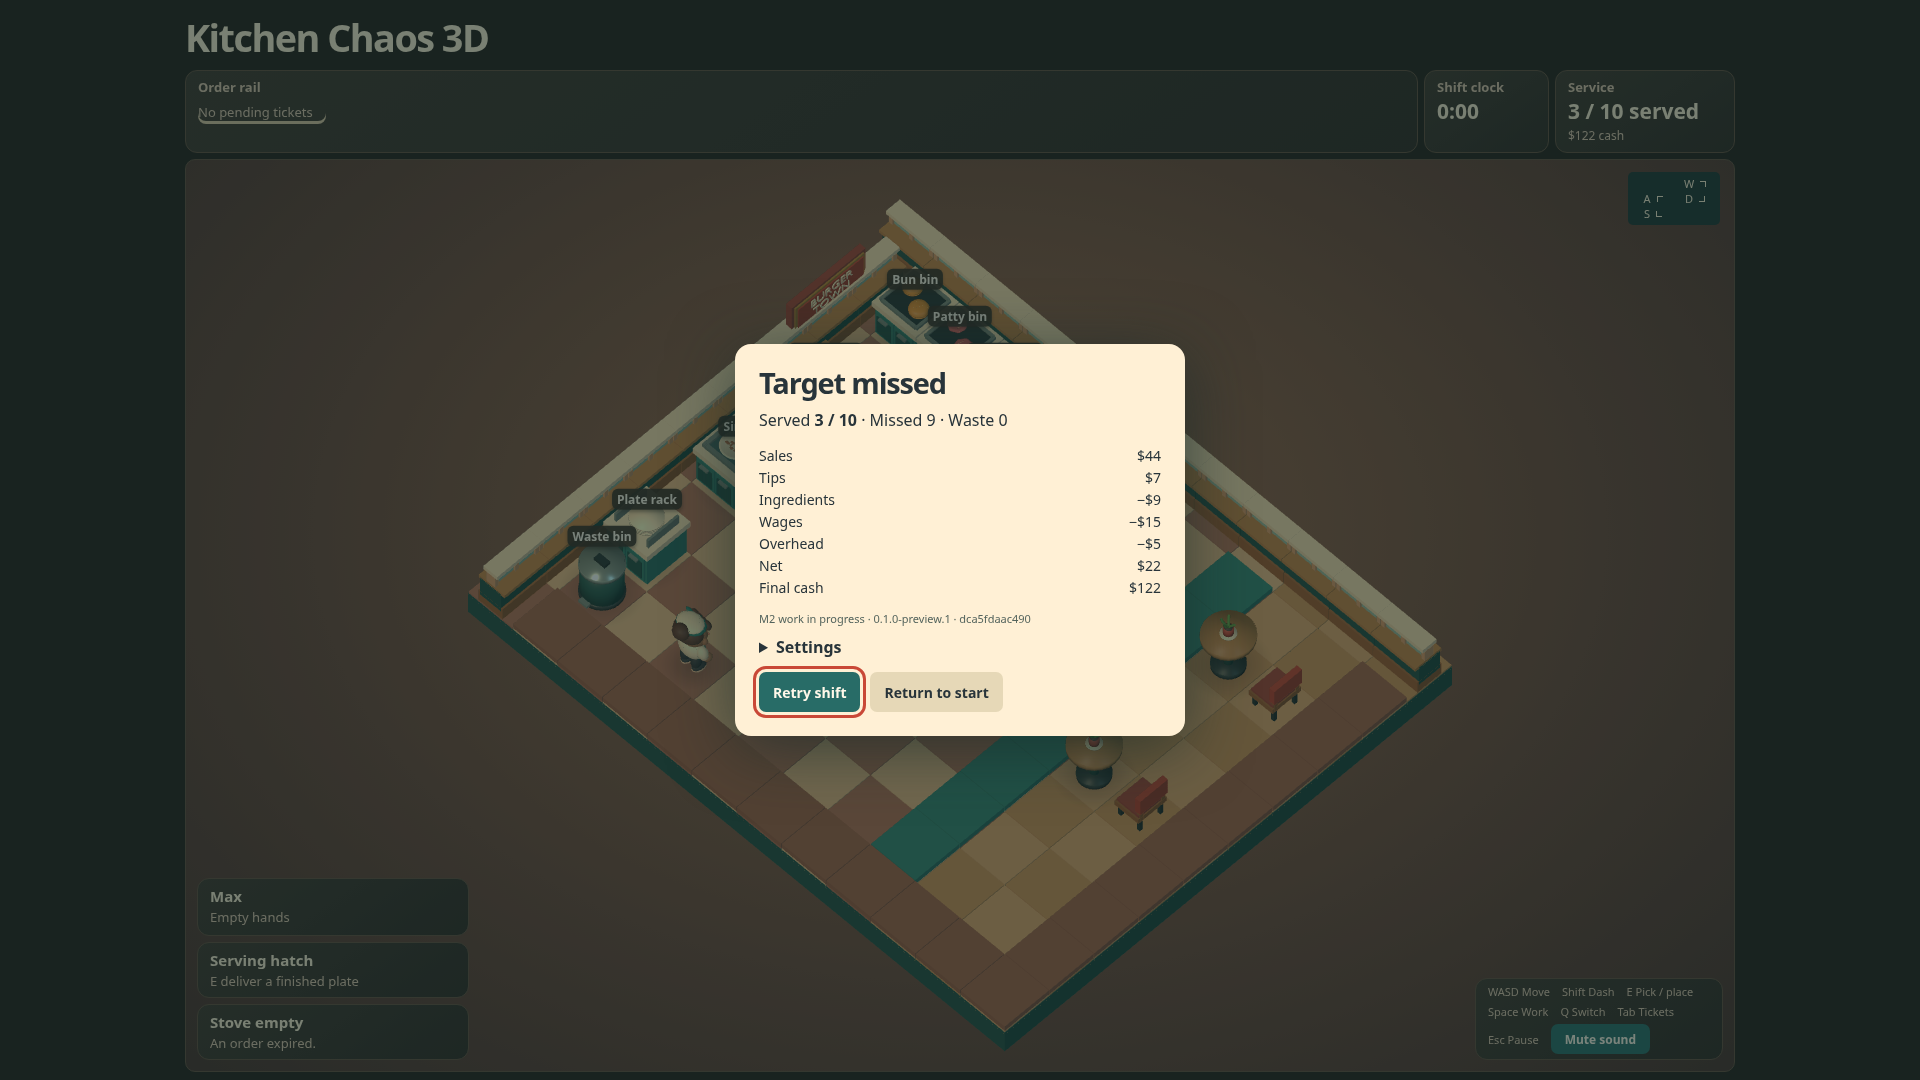 Kitchen Chaos 3D
Order rail
No pending tickets
Shift clock
0:00
Service
3 / 10 served
$122 cash
W
A
D
S
BURGER
TOWN
Bun bin
Patty bin
Si
Plate rack
Waste bin
Target missed
Served 3 / 10 · Missed 9 · Waste 0
Sales $44
Tips $7
Ingredients −$9
Wages −$15
Overhead −$5
Net $22
Final cash $122
M2 work in progress · 0.1.0-preview.1 · dca5fdaac490
Settings
Retry shift
Return to start
Max
Empty hands
Serving hatch
E deliver a finished plate
Stove empty
An order expired.
WASD Move Shift Dash E Pick / place
Space Work Q Switch Tab Tickets
Esc Pause Mute sound